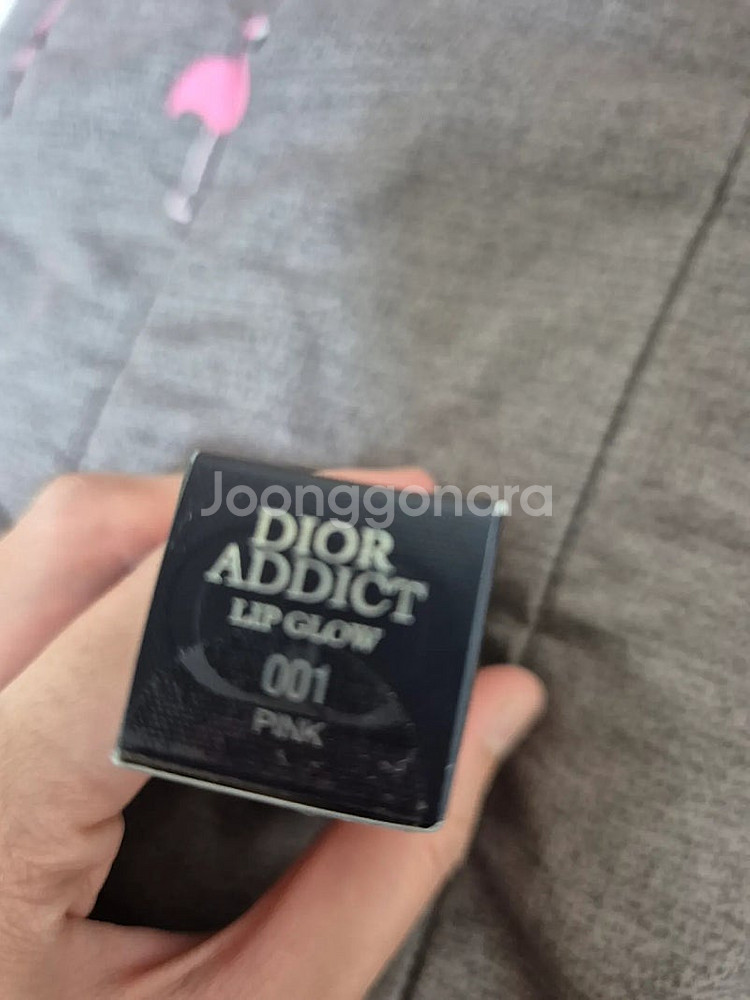 Joonggonara
DIOR
ADDICT
LIP GLOW
001
PINK